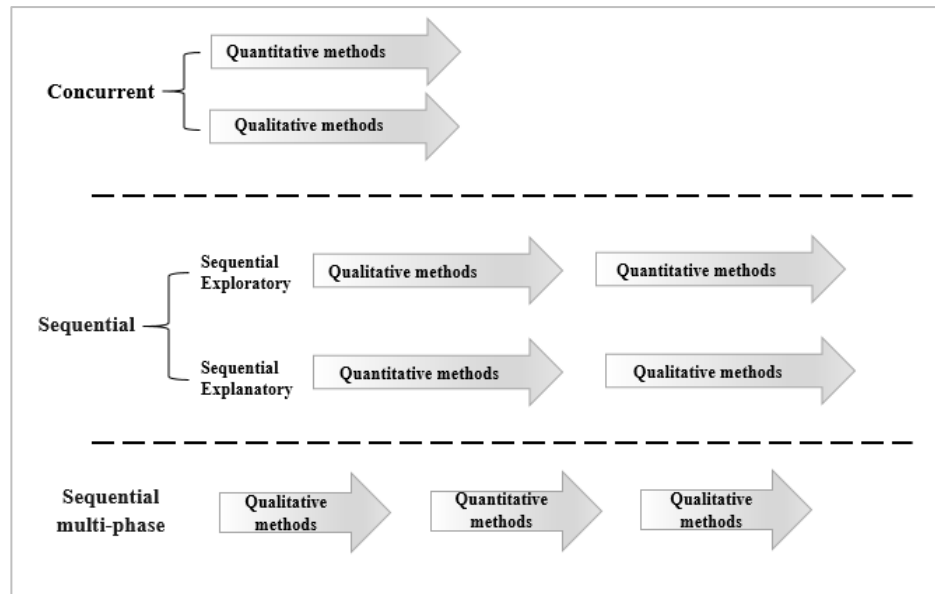 Concurrent
Quantitative methods
Qualitative methods
Sequential
Sequential
Exploratory
Qualitative methods
Quantitative methods
Sequential
Explanatory
Quantitative methods
Qualitative methods
Sequential
multi-phase
Qualitative
methods
Quantitative
methods
Qualitative
methods